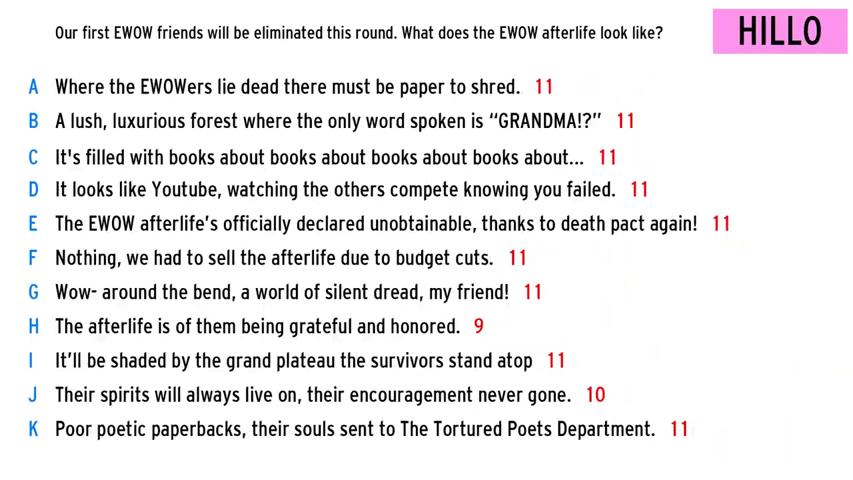 Our first EWOW friends will be eliminated this round. What does the EWOW afterlife look like?
HILLO
A Where the EWOWers lie dead there must be paper to shred. 11
B A lush, luxurious forest where the only word spoken is “GRANDMA!?” 11
C It's filled with books about books about books about books about... 11
D It looks like Youtube, watching the others compete knowing you failed. 11
E The EWOW afterlife’s officially declared unobtainable, thanks to death pact again! 11
F Nothing, we had to sell the afterlife due to budget cuts. 11
G Wow- around the bend, a world of silent dread, my friend! 11
H The afterlife is of them being grateful and honored. 9
I It’ll be shaded by the grand plateau the survivors stand atop 11
J Their spirits will always live on, their encouragement never gone. 10
K Poor poetic paperbacks, their souls sent to The Tortured Poets Department. 11